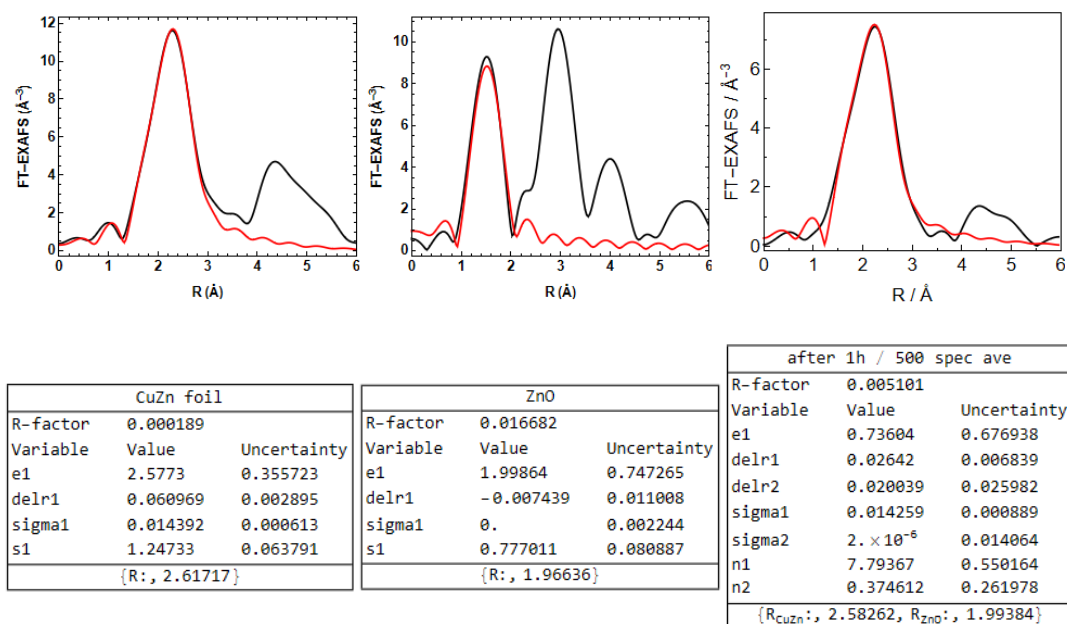 12
10
8
6
4
2
0
FT-EXAFS (Å⁻³)
0 1 2 3 4 5 6
R (Å)
10
8
6
4
2
0
FT-EXAFS (Å⁻³)
0 1 2 3 4 5 6
R (Å)
6
4
2
0
FT-EXAFS / Å⁻³
0 1 2 3 4 5 6
R / Å
CuZn foil
R-factor 0.000189
Variable Value Uncertainty
e1 2.5773 0.355723
delr1 0.060969 0.002895
sigma1 0.014392 0.000613
s1 1.24733 0.063791
{R:, 2.61717}
ZnO
R-factor 0.016682
Variable Value Uncertainty
e1 1.99864 0.747265
delr1 -0.007439 0.011008
sigma1 0. 0.002244
s1 0.777011 0.080887
{R:, 1.96636}
after 1h / 500 spec ave
R-factor 0.005101
Variable Value Uncertainty
e1 0.73604 0.676938
delr1 0.02642 0.006839
delr2 0.020039 0.025982
sigma1 0.014259 0.000889
sigma2 2. × 10⁻⁶ 0.014064
n1 7.79367 0.550164
n2 0.374612 0.261978
{R_CuZn:, 2.58262, R_ZnO:, 1.99384}